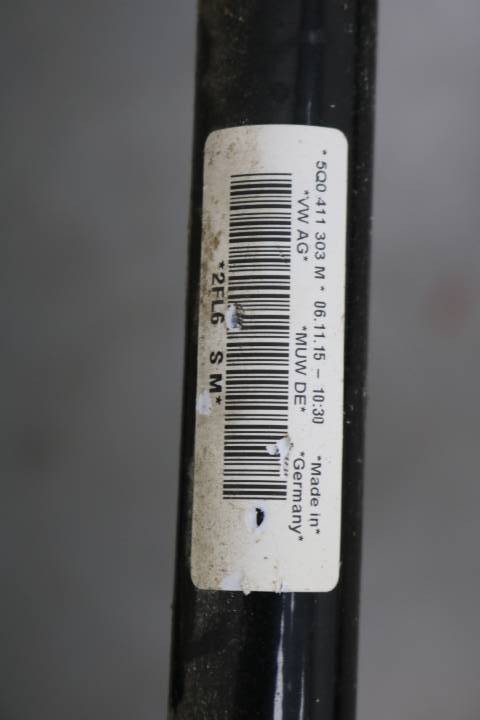 * 5Q0 411 303 M * 06.11.15 – 10:30 *Made in*
*VW AG* *MUW DE* *Germany*
*2FL6 S M*